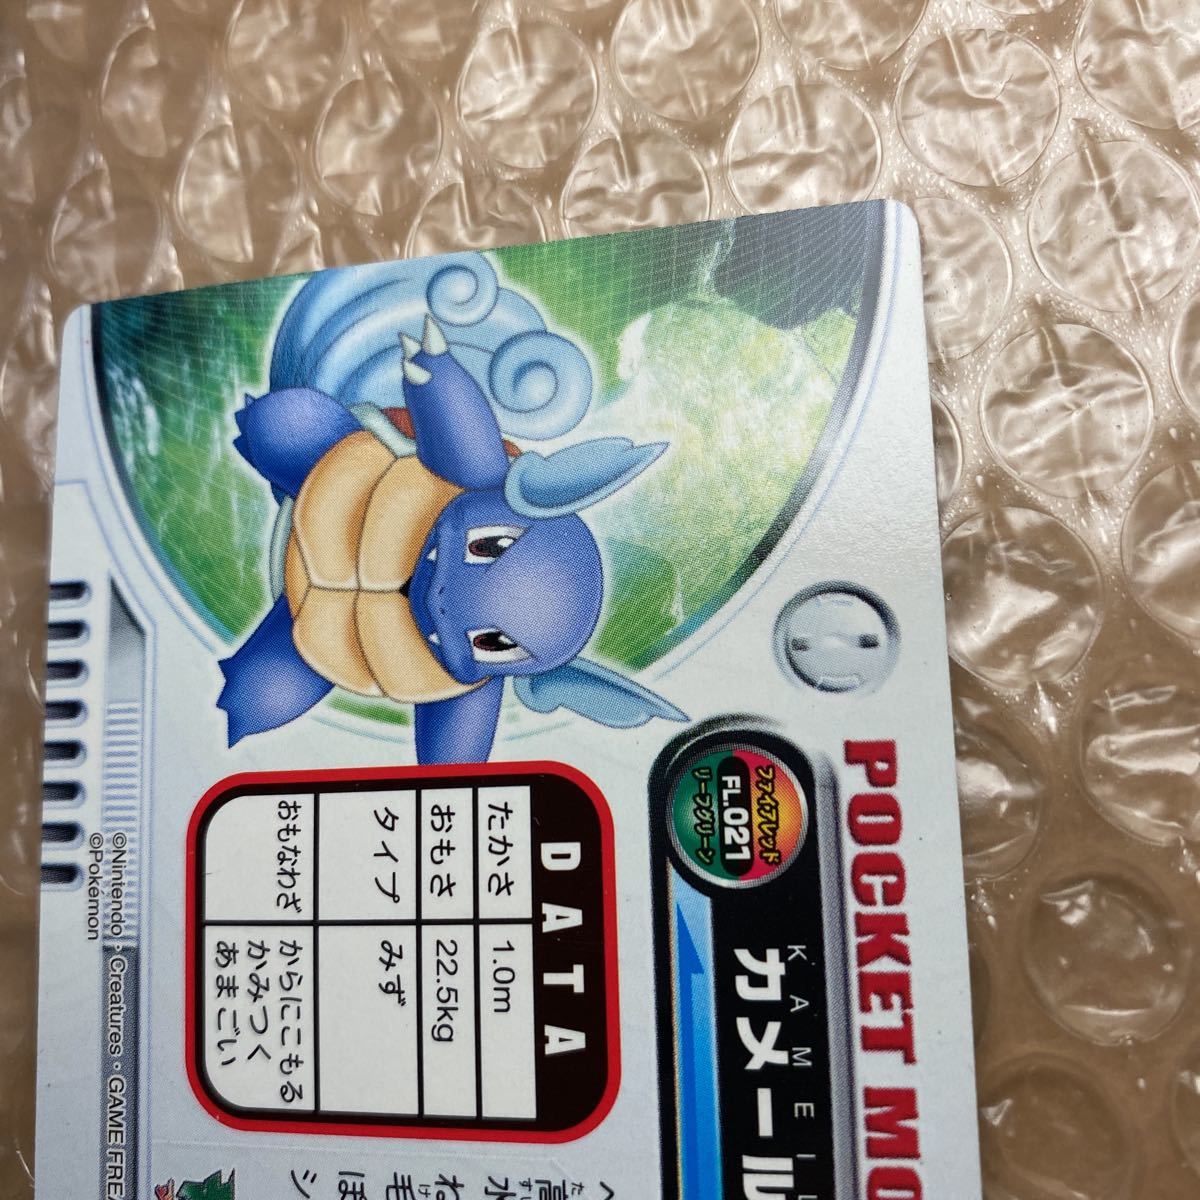 POCKET MO
ファイアレッド
FL.021
リーフグリーン
KAMEIL
カメール
DATA
たかさ 1.0m
おもさ 22.5kg
タイプ みず
おもなわざ からにこもる
かみつく
あまごい
©Nintendo・Creatures・GAME FREA
©Pokémon